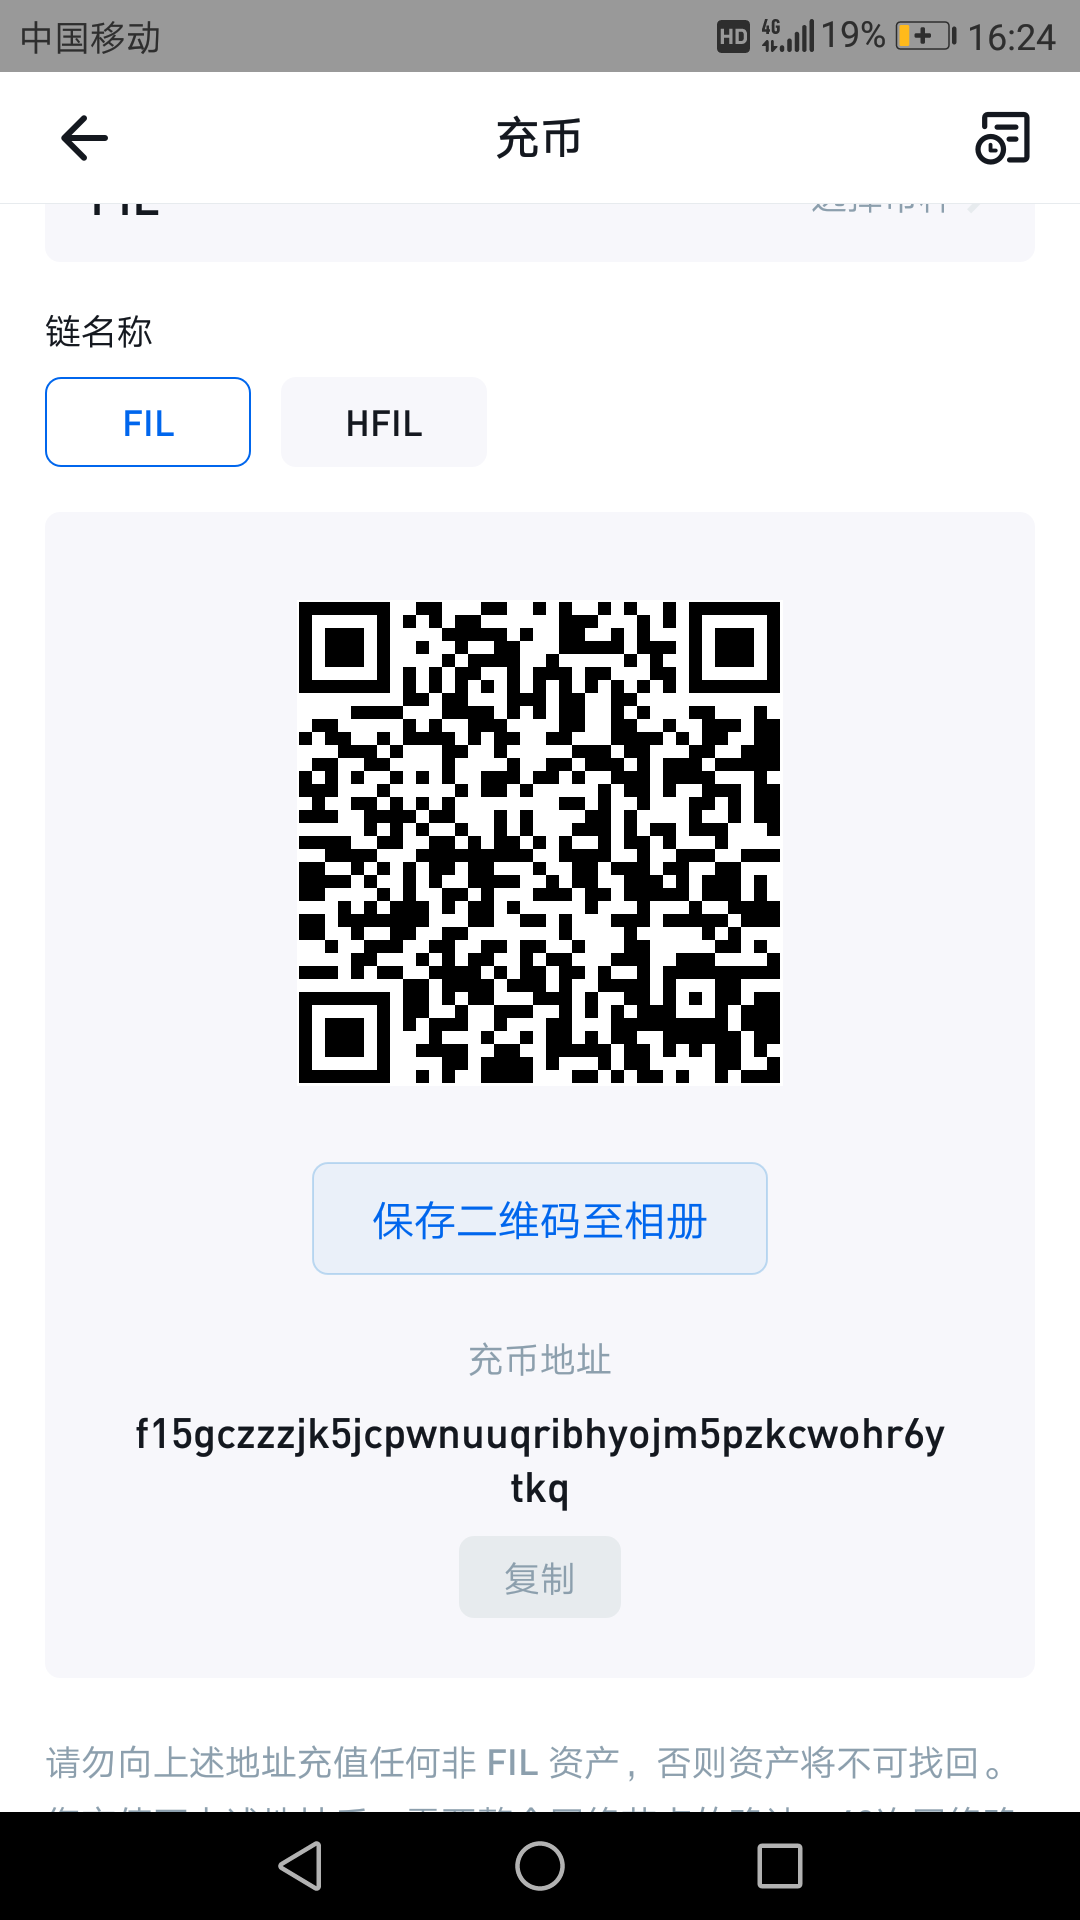 中国移动 HD 4G 19% 16:24
充币
FIL
链名称
FIL HFIL
保存二维码至相册
充币地址
f15gczzzjk5jcpwnuuqribhyojm5pzkcwohr6y
tkq
复制
请勿向上述地址充值任何非 FIL 资产，否则资产将不可找回。